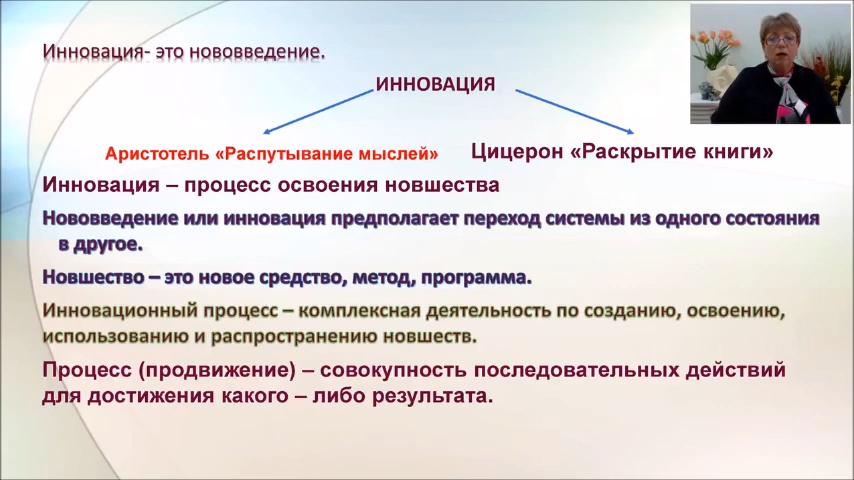 Инновация- это нововведение.
ИННОВАЦИЯ
Аристотель «Распутывание мыслей»
Цицерон «Раскрытие книги»
Инновация – процесс освоения новшества
Нововведение или инновация предполагает переход системы из одного состояния
в другое.
Новшество – это новое средство, метод, программа.
Инновационный процесс – комплексная деятельность по созданию, освоению,
использованию и распространению новшеств.
Процесс (продвижение) – совокупность последовательных действий
для достижения какого – либо результата.